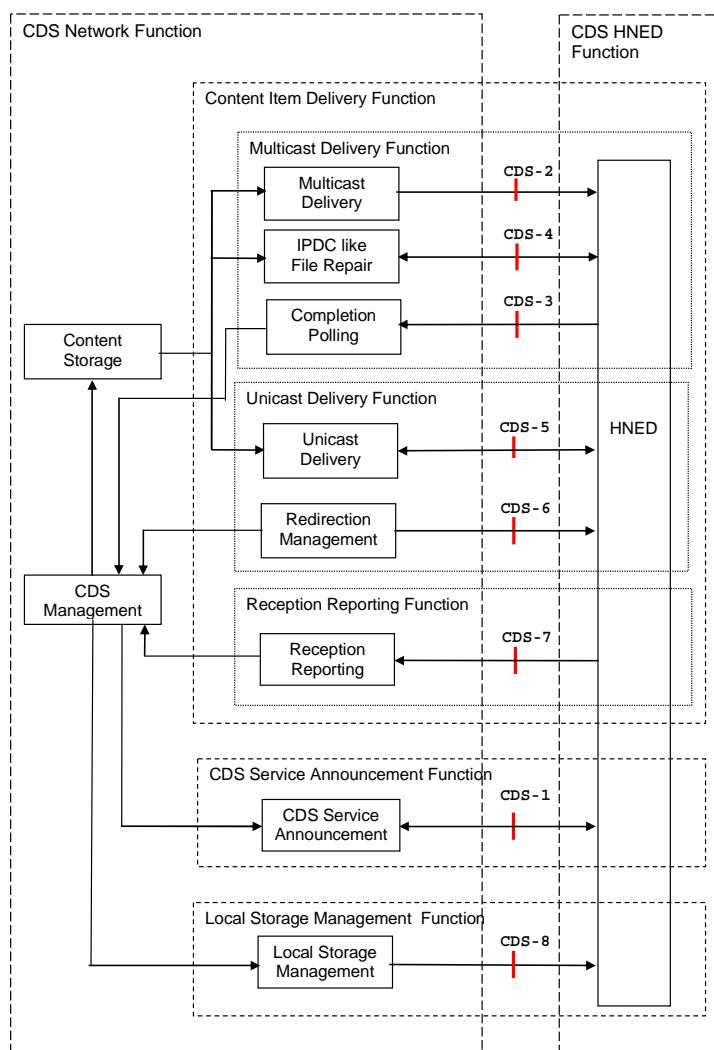 CDS Network Function
CDS HNED
Function
Content Item Delivery Function
Multicast Delivery Function
Multicast
Delivery
CDS-2
IPDC like
File Repair
CDS-4
Completion
Polling
CDS-3
Content
Storage
Unicast Delivery Function
HNED
Unicast
Delivery
CDS-5
Redirection
Management
CDS-6
CDS
Management
Reception Reporting Function
Reception
Reporting
CDS-7
CDS Service Announcement Function
CDS Service
Announcement
CDS-1
Local Storage Management Function
Local Storage
Management
CDS-8